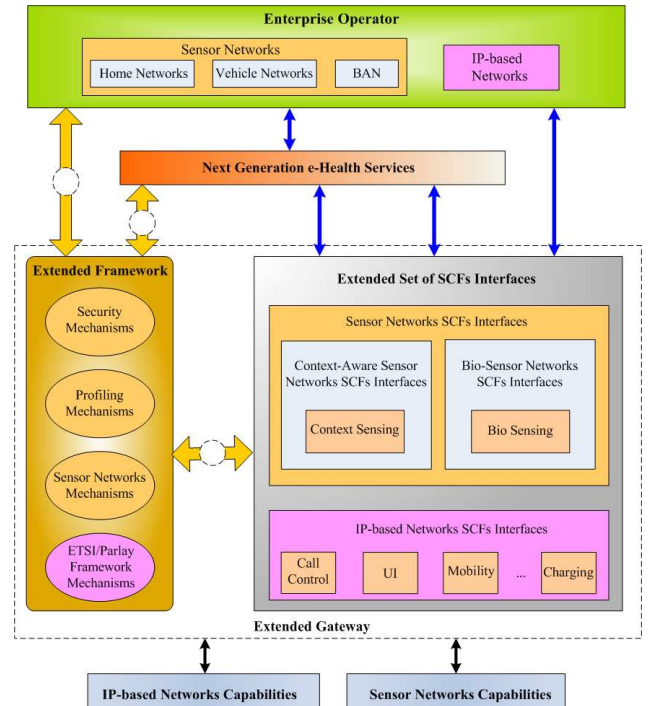 Enterprise Operator
Sensor Networks
Home Networks
Vehicle Networks
BAN
IP-based
Networks
Next Generation e-Health Services
Extended Framework
Security
Mechanisms
Profiling
Mechanisms
Sensor Networks
Mechanisms
ETSI/Parlay
Framework
Mechanisms
Extended Set of SCFs Interfaces
Sensor Networks SCFs Interfaces
Context-Aware Sensor
Networks SCFs Interfaces
Context Sensing
Bio-Sensor Networks
SCFs Interfaces
Bio Sensing
IP-based Networks SCFs Interfaces
Call
Control
UI
Mobility
...
Charging
Extended Gateway
IP-based Networks Capabilities
Sensor Networks Capabilities